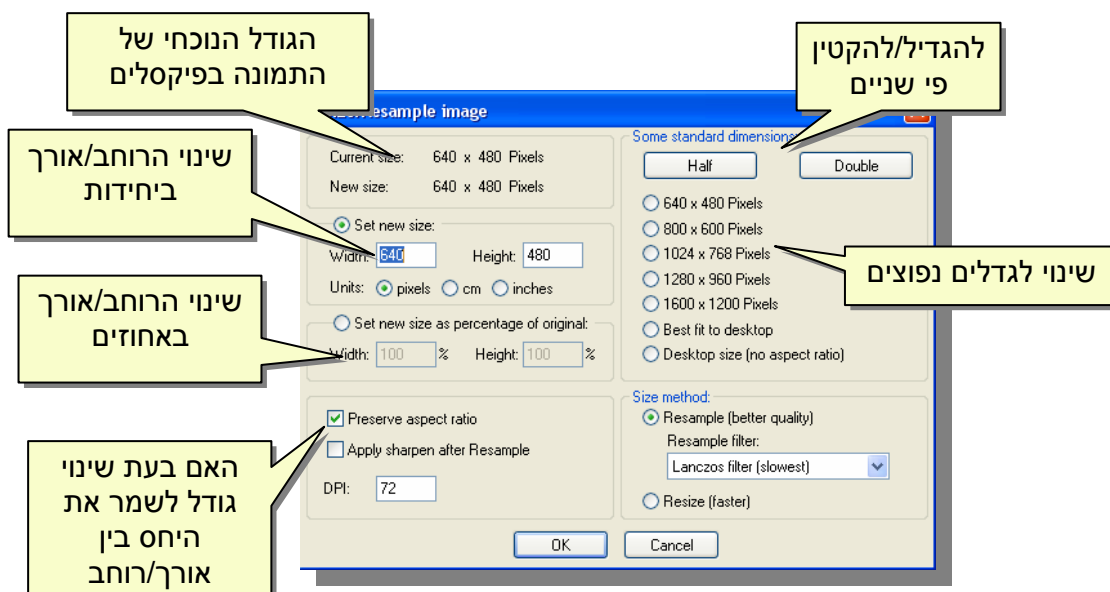 הגודל הנוכחי של
התמונה בפיקסלים
להגדיל/להקטין
פי שניים
שינוי הרוחב/אורך
ביחידות
שינוי הרוחב/אורך
באחוזים
האם בעת שינוי
גודל לשמר את
היחס בין
אורך/רוחב
שינוי לגדלים נפוצים
esample image
Current size: 640 x 480 Pixels
New size: 640 x 480 Pixels
Set new size:
Width: 640 Height: 480
Units: pixels cm inches
Set new size as percentage of original:
Width: 100 % Height: 100 %
Preserve aspect ratio
Apply sharpen after Resample
DPI: 72
Some standard dimensions:
Half Double
640 x 480 Pixels
800 x 600 Pixels
1024 x 768 Pixels
1280 x 960 Pixels
1600 x 1200 Pixels
Best fit to desktop
Desktop size (no aspect ratio)
Size method:
Resample (better quality)
Resample filter:
Lanczos filter (slowest)
Resize (faster)
OK Cancel